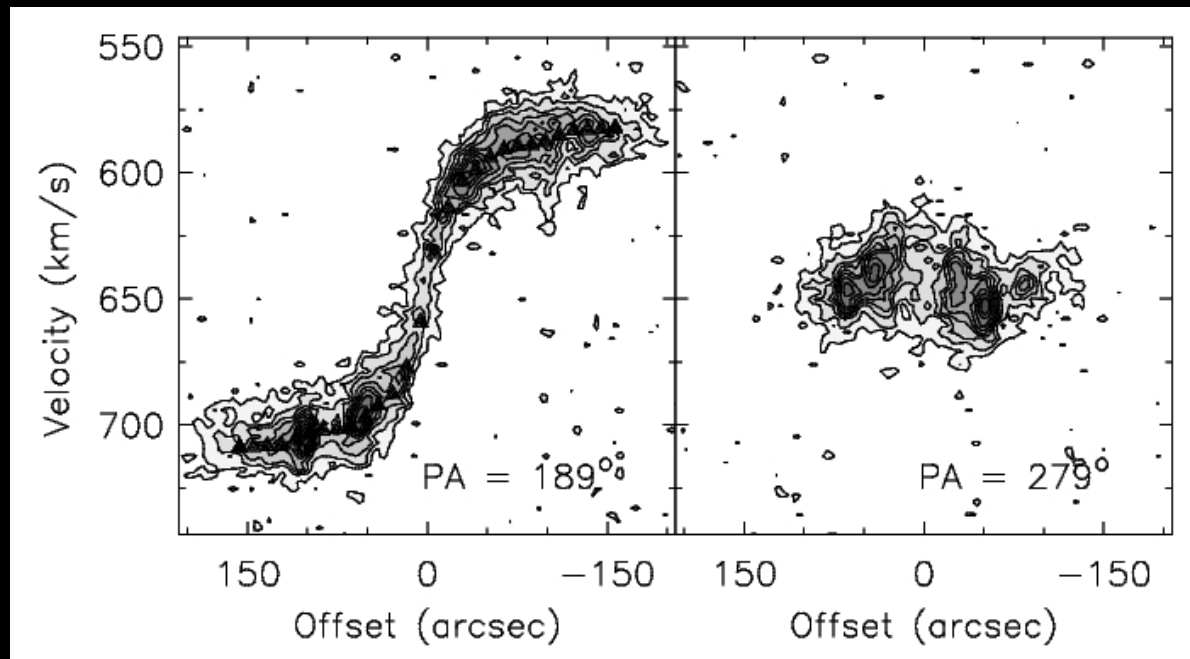 550
600
650
700
Velocity (km/s)
PA = 189°
PA = 279°
150 0 −150
150 0 −150
Offset (arcsec)
Offset (arcsec)